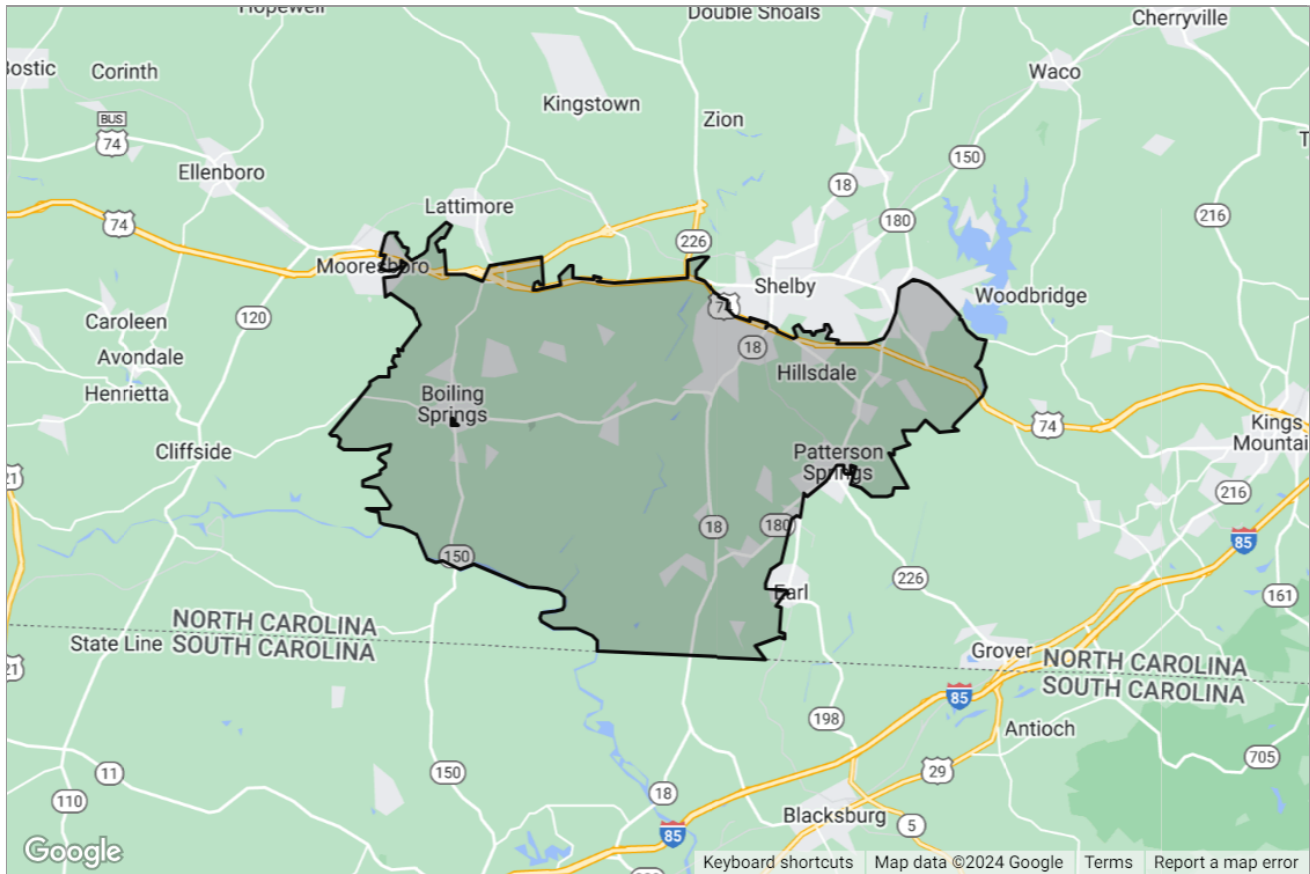 Hopewell
Double Shoals
Cherryville
Bostic
Corinth
Waco
Kingstown
BUS
74
Zion
Ellenboro
150
18
Lattimore
180
216
74
226
Mooresboro
Shelby
Woodbridge
74
Caroleen
120
18
Avondale
Hillsdale
Henrietta
Boiling
Springs
74
Kings
Mountai
Cliffside
Patterson
Springs
21
216
18
180
85
150
226
161
Earl
NORTH CAROLINA
SOUTH CAROLINA
State Line
Grover
NORTH CAROLINA
SOUTH CAROLINA
21
85
198
Antioch
11
150
29
705
110
18
Blacksburg
5
85
Google
Keyboard shortcuts
Map data ©2024 Google
Terms
Report a map error